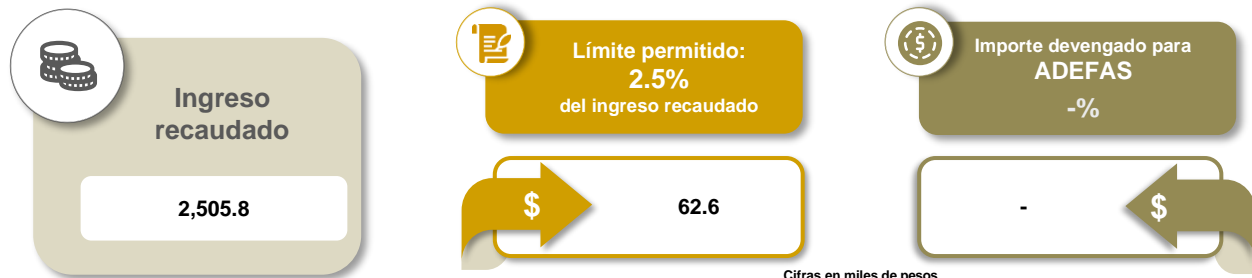 Ingreso
recaudado
2,505.8
Límite permitido:
2.5%
del ingreso recaudado
$
62.6
Importe devengado para
ADEFAS
-%
-
$
Cifras en miles de pesos